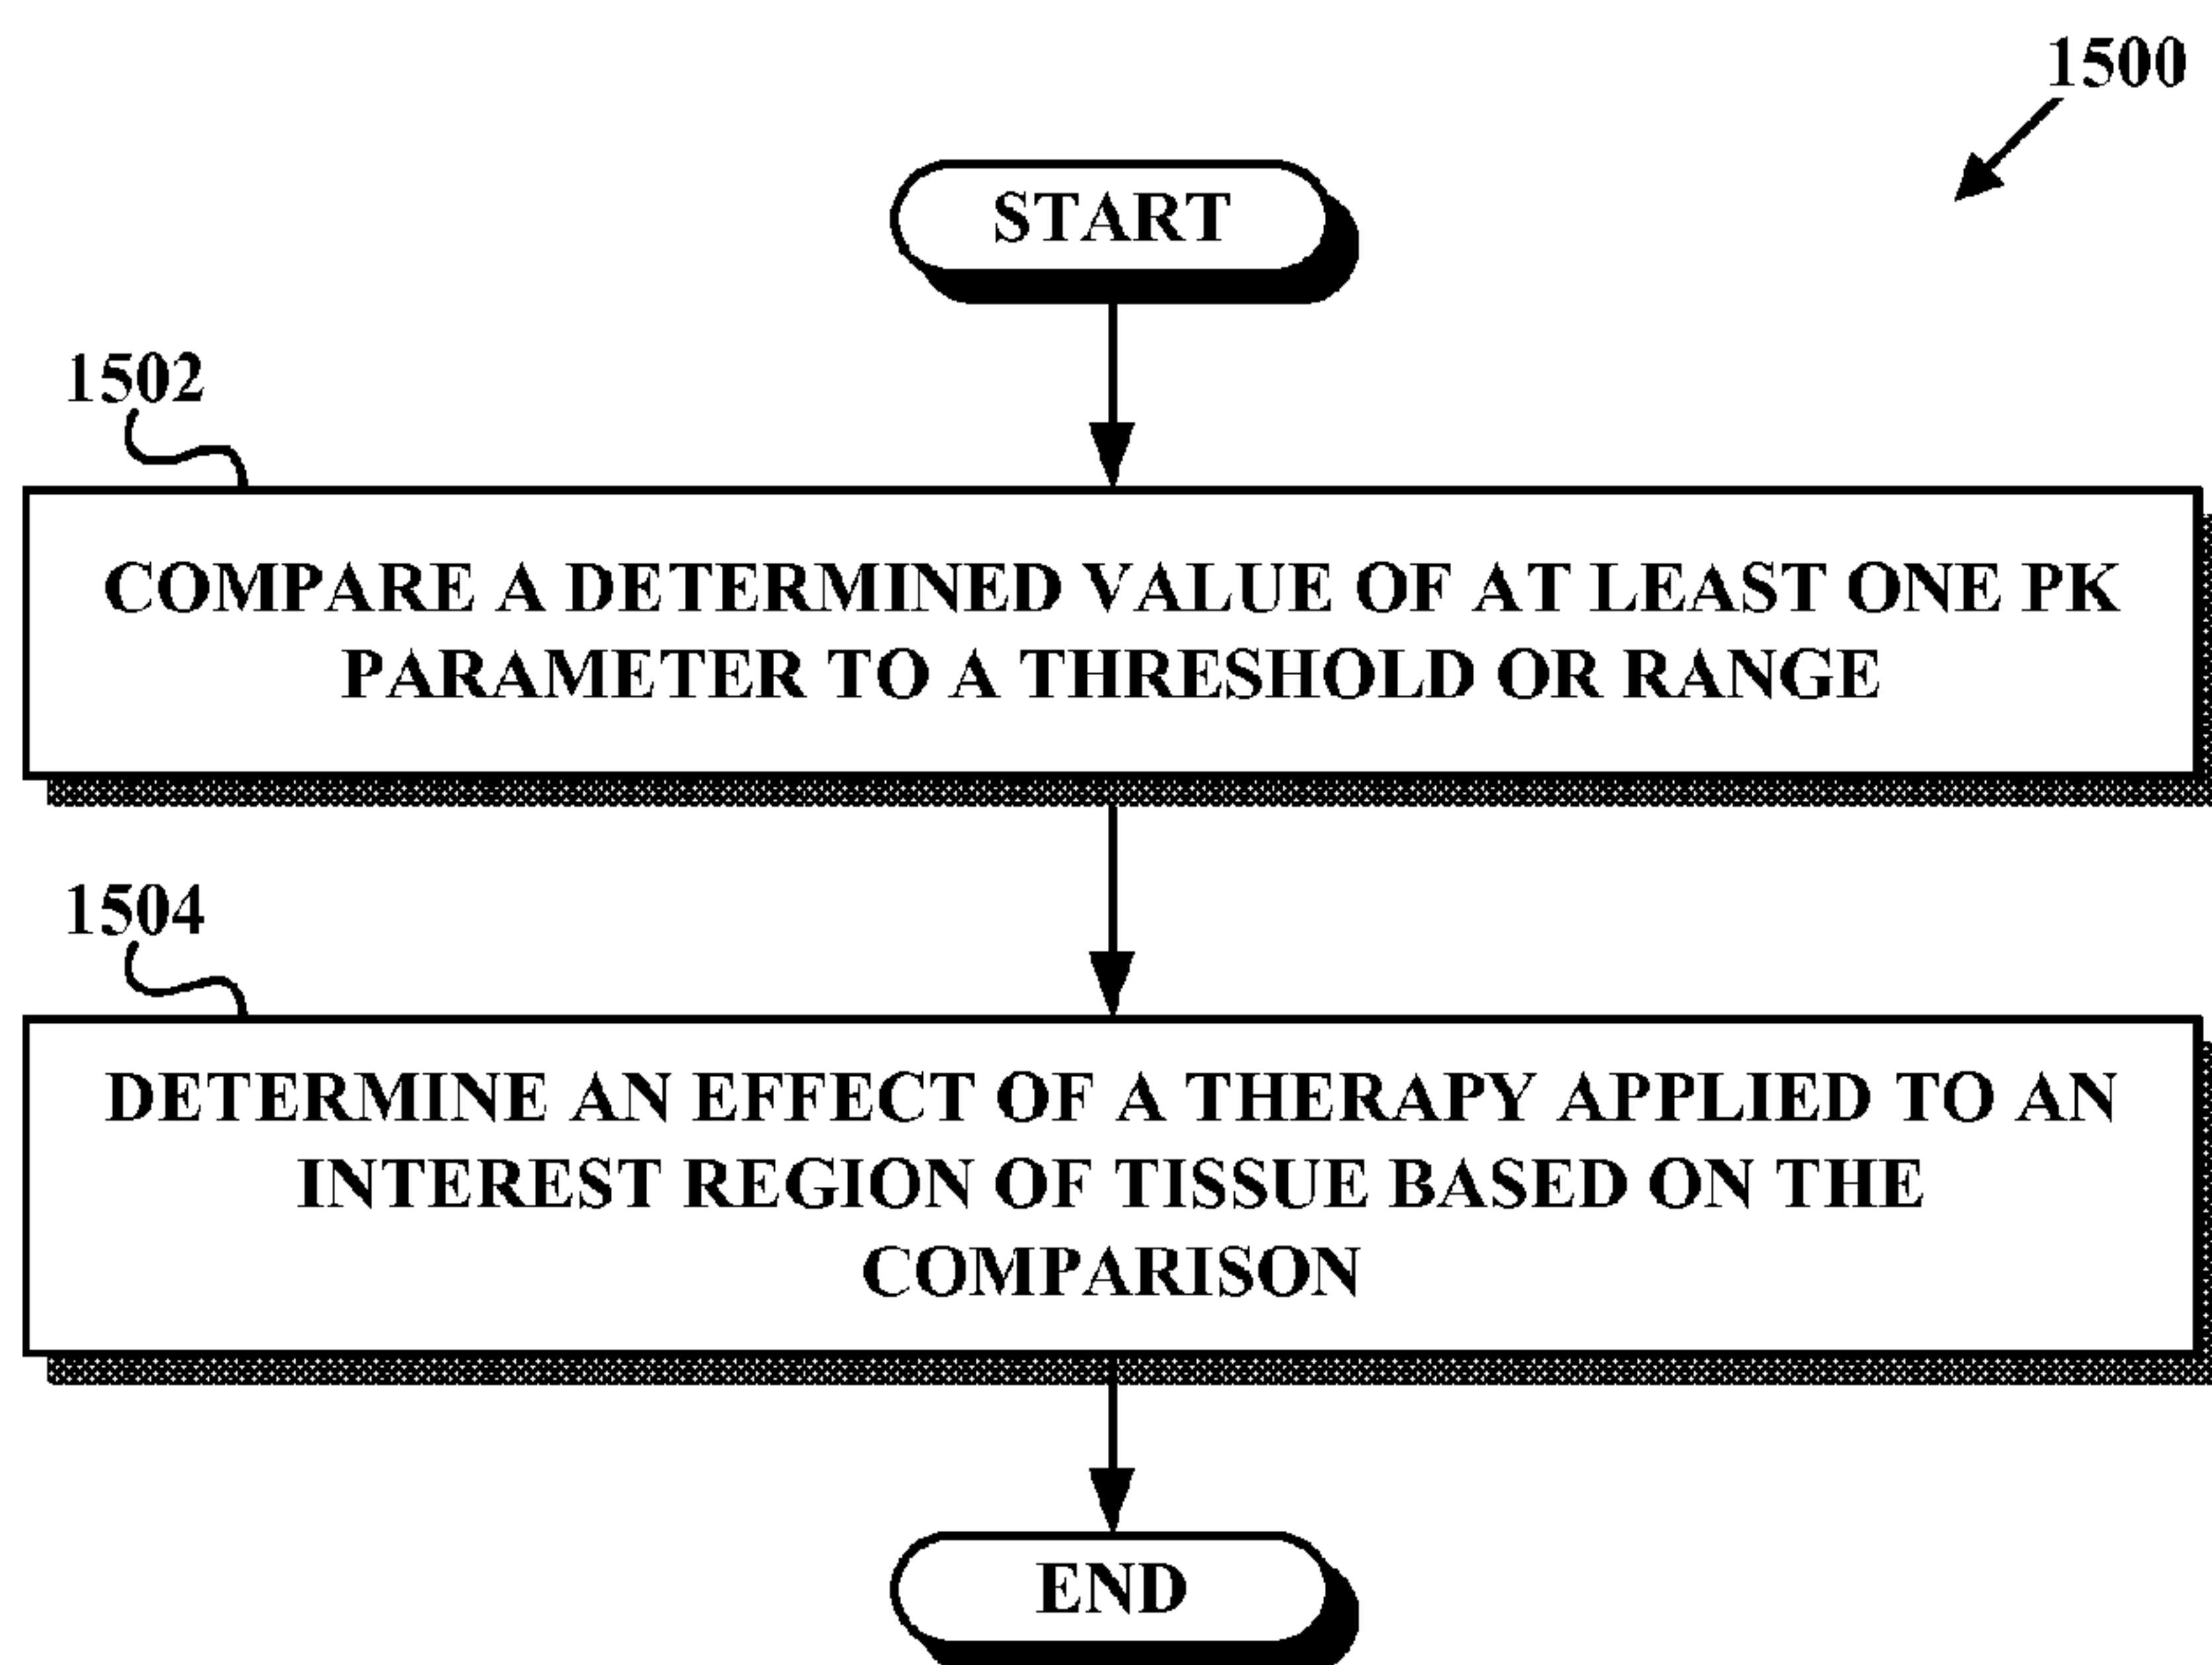 1500
START
1502
COMPARE A DETERMINED VALUE OF AT LEAST ONE PK
PARAMETER TO A THRESHOLD OR RANGE
1504
DETERMINE AN EFFECT OF A THERAPY APPLIED TO AN
INTEREST REGION OF TISSUE BASED ON THE
COMPARISON
END